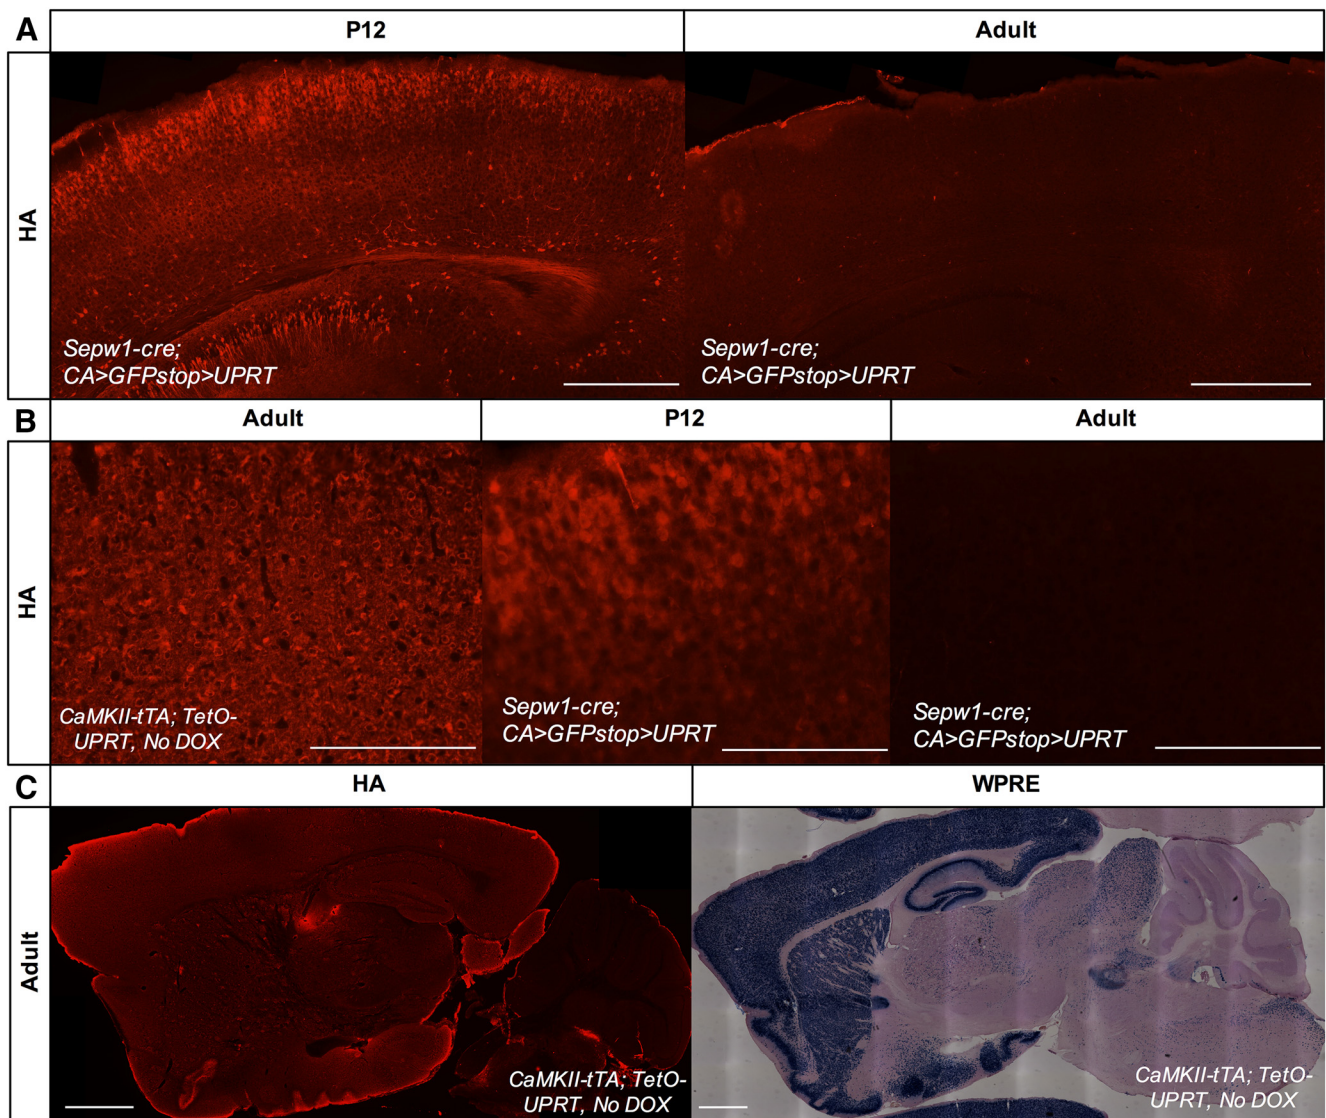 A
P12
Adult
HA
Sepw1-cre;
CA>GFPstop>UPRT
Sepw1-cre;
CA>GFPstop>UPRT
B
Adult
P12
Adult
HA
CaMKII-tTA; TetO-
UPRT, No DOX
Sepw1-cre;
CA>GFPstop>UPRT
Sepw1-cre;
CA>GFPstop>UPRT
C
HA
WPRE
Adult
CaMKII-tTA; TetO-
UPRT, No DOX
CaMKII-tTA; TetO-
UPRT, No DOX